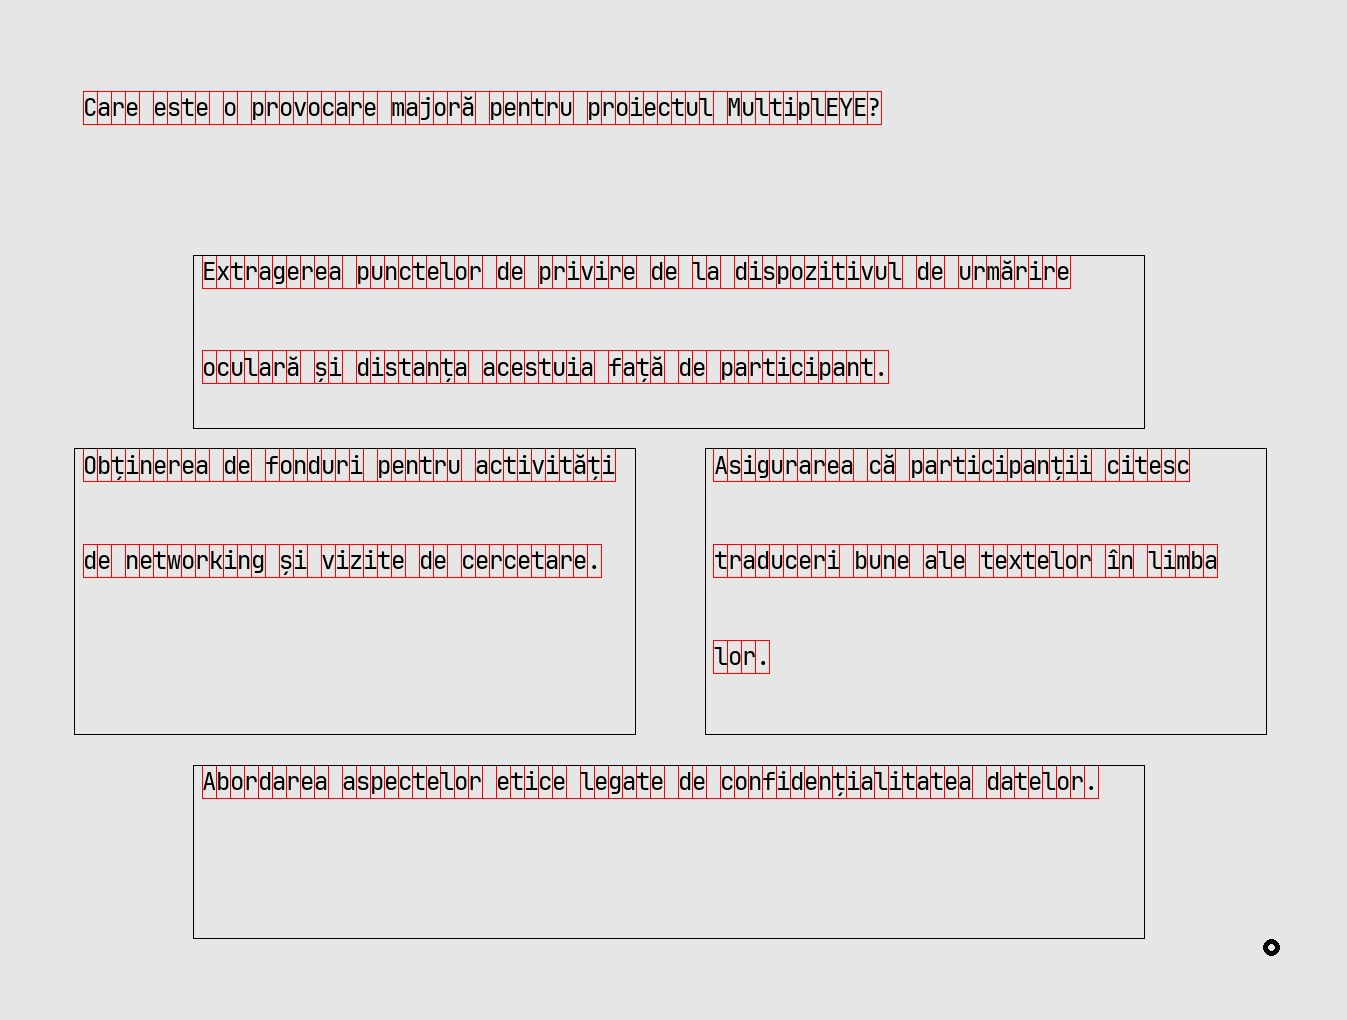 Care este o provocare majoră pentru proiectul MultiplEYE?
Extragerea punctelor de privire de la dispozitivul de urmărire
oculară și distanța acestuia față de participant.
Obținerea de fonduri pentru activități
de networking și vizite de cercetare.
Asigurarea că participanții citesc
traduceri bune ale textelor în limba
lor.
Abordarea aspectelor etice legate de confidențialitatea datelor.